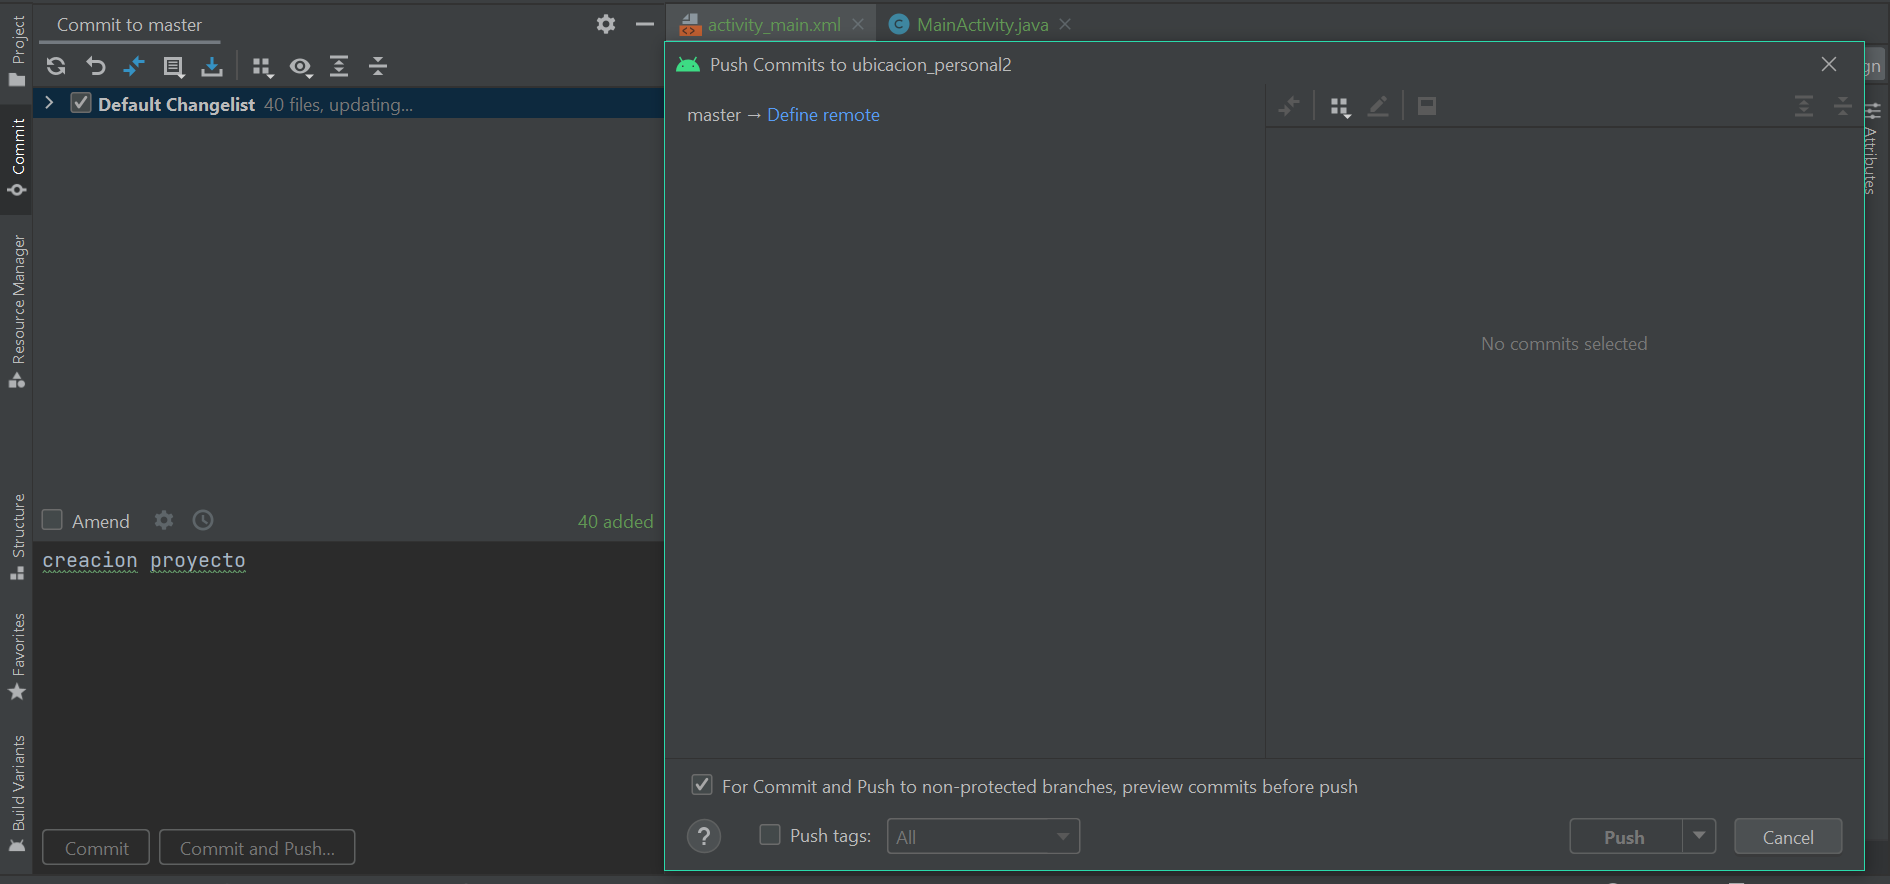 Commit to master
activity_main.xml
MainActivity.java
Project
Commit
Resource Manager
Structure
Favorites
Build Variants
Default Changelist 40 files, updating...
Amend
40 added
creacion proyecto
Commit
Commit and Push...
Push Commits to ubicacion_personal2
master → Define remote
No commits selected
For Commit and Push to non-protected branches, preview commits before push
?
Push tags:
All
Push
Cancel
gn
Attributes